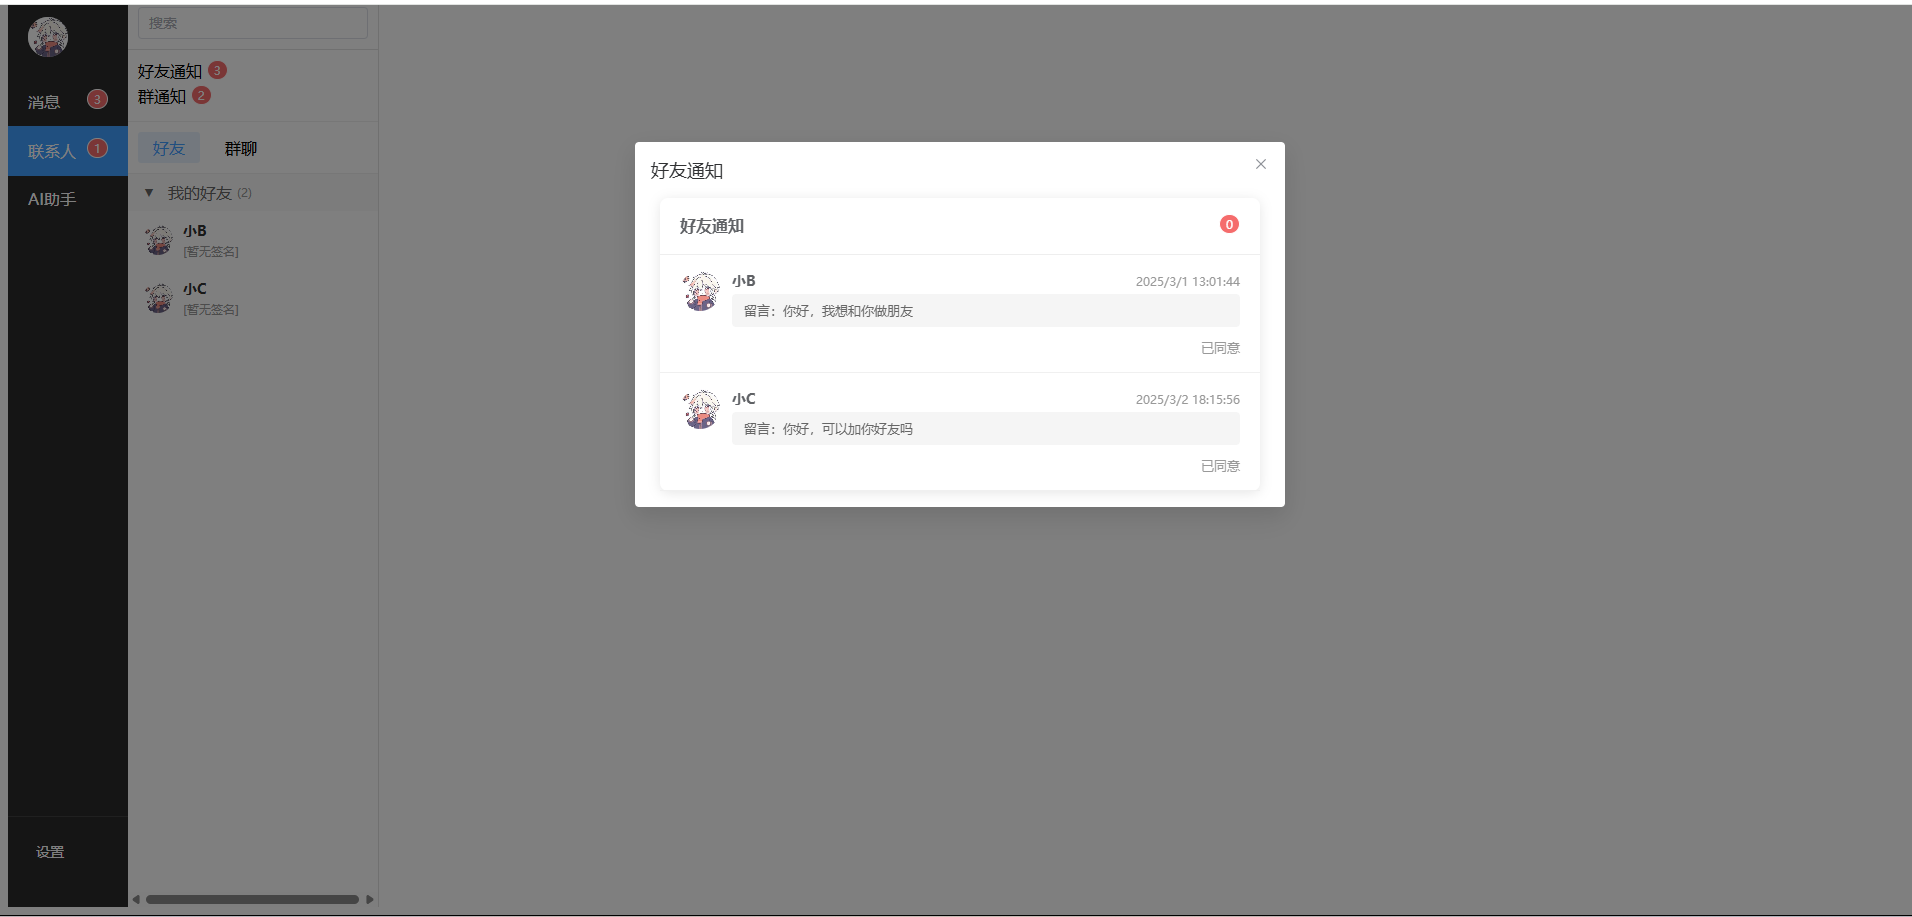 搜索
消息 3
联系人 1
AI助手
设置
好友通知 3
群通知 2
好友 群聊
▼ 我的好友 (2)
小B
[暂无签名]
小C
[暂无签名]
好友通知
好友通知 0
小B 2025/3/1 13:01:44
留言：你好，我想和你做朋友
已同意
小C 2025/3/2 18:15:56
留言：你好，可以加你好友吗
已同意